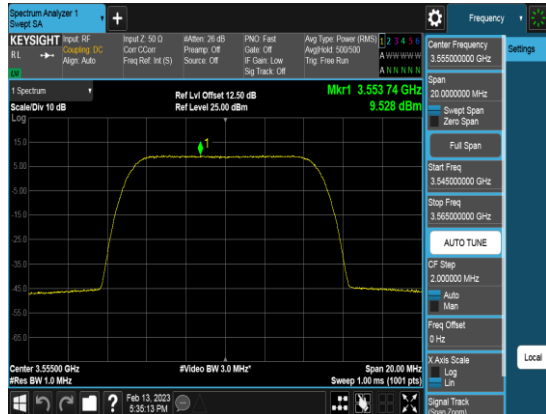 Spectrum Analyzer 1
Swept SA
+
Frequency
KEYSIGHT
RL
Input: RF
Coupling: DC
Align: Auto
Input Z: 50 Ω
Corr CCorr
Freq Ref: Int (S)
#Atten: 26 dB
Preamp: Off
Source: Off
PNO: Fast
Gate: Off
IF Gain: Low
Sig Track: Off
Avg Type: Power (RMS)
Avg|Hold: 500/500
Trig: Free Run
1 2 3 4 5 6
A W W W W W
A N N N N N
1 Spectrum
Scale/Div 10 dB
Log
Ref Lvl Offset 12.50 dB
Ref Level 25.00 dBm
Mkr1 3.553 74 GHz
9.528 dBm
15.0
5.00
-5.00
-15.0
-25.0
-35.0
-45.0
-55.0
-65.0
1
Center 3.55500 GHz
#Res BW 1.0 MHz
#Video BW 3.0 MHz*
Span 20.00 MHz
Sweep 1.00 ms (1001 pts)
Feb 13, 2023
5:35:13 PM
?
Center Frequency
3.555000000 GHz
Span
20.0000000 MHz
Swept Span
Zero Span
Full Span
Start Freq
3.545000000 GHz
Stop Freq
3.565000000 GHz
AUTO TUNE
CF Step
2.000000 MHz
Auto
Man
Freq Offset
0 Hz
X Axis Scale
Log
Lin
Signal Track
(Span Zoom)
Settings
Local